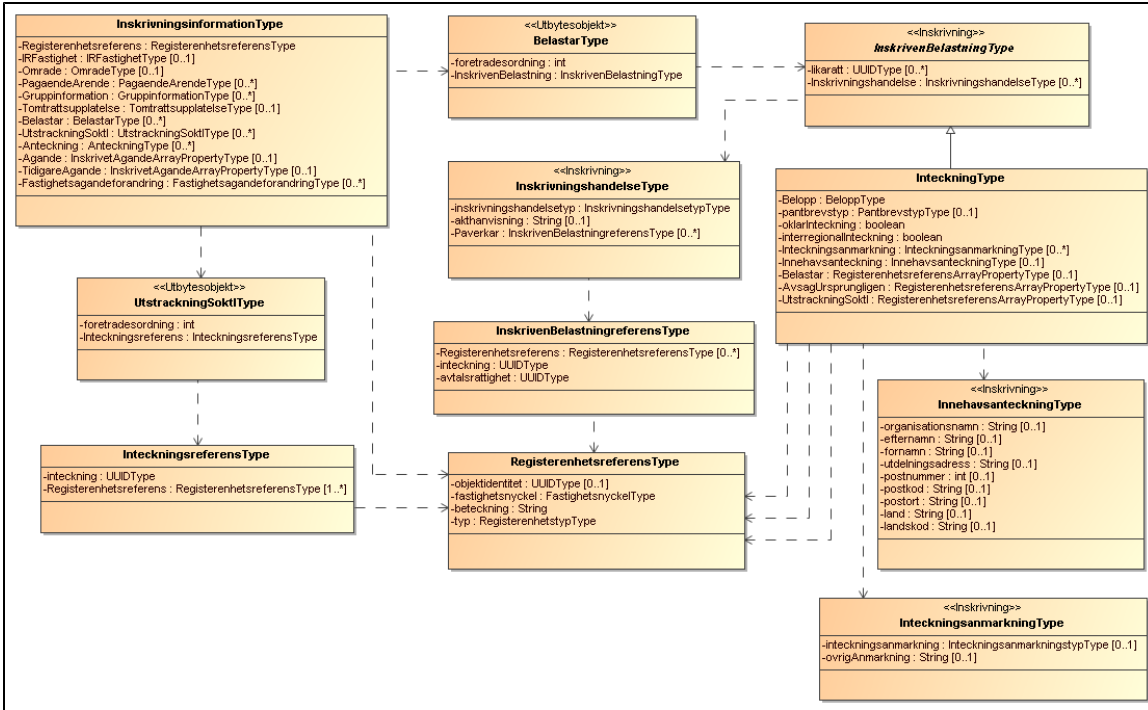 InskrivningsinformationType
-Registerenhetsreferens : RegisterenhetsreferensType
-IRFastighet : IRFastighetType [0..1]
-Omrade : OmradeType [0..1]
-PagaendeArende : PagaendeArendeType [0..*]
-Gruppinformation : GruppinformationType [0..*]
-Tomtrattsupplatelse : TomtrattsupplatelseType [0..1]
-Belastar : BelastarType [0..*]
-UtstrackningSoktI : UtstrackningSoktIType [0..*]
-Anteckning : AnteckningType [0..*]
-Agande : InskrivetAgandeArrayPropertyType [0..1]
-TidigareAgande : InskrivetAgandeArrayPropertyType [0..1]
-Fastighetsagandeforandring : FastighetsagandeforandringType [0..*]
<<Utbytesobjekt>>
BelastarType
-foretradesordning : int
-InskrivenBelastning : InskrivenBelastningType
<<Inskrivning>>
InskrivenBelastningType
-likaratt : UUIDType [0..*]
-Inskrivningshandelse : InskrivningshandelseType [0..*]
<<Inskrivning>>
InskrivningshandelseType
-inskrivningshandelsetyp : InskrivningshandelsetypType
-akthanvisning : String [0..1]
-Paverkar : InskrivenBelastningreferensType [0..*]
InteckningType
-Belopp : BeloppType
-pantbrevstyp : PantbrevstypType [0..1]
-oklarInteckning : boolean
-interregionalInteckning : boolean
-Inteckningsanmarkning : InteckningsanmarkningType [0..*]
-Innehavsanteckning : InnehavsanteckningType [0..1]
-Belastar : RegisterenhetsreferensArrayPropertyType [0..1]
-AvsagUrsprungligen : RegisterenhetsreferensArrayPropertyType [0..1]
-UtstrackningSoktI : RegisterenhetsreferensArrayPropertyType [0..1]
<<Utbytesobjekt>>
UtstrackningSoktIType
-foretradesordning : int
-Inteckningsreferens : InteckningsreferensType
InskrivenBelastningreferensType
-Registerenhetsreferens : RegisterenhetsreferensType [0..*]
-inteckning : UUIDType
-avtalsrattighet : UUIDType
<<Inskrivning>>
InnehavsanteckningType
-organisationsnamn : String [0..1]
-efternamn : String [0..1]
-fornamn : String [0..1]
-utdelningsadress : String [0..1]
-postnummer : int [0..1]
-postkod : String [0..1]
-postort : String [0..1]
-land : String [0..1]
-landskod : String [0..1]
InteckningsreferensType
-inteckning : UUIDType
-Registerenhetsreferens : RegisterenhetsreferensType [1..*]
RegisterenhetsreferensType
-objektidentitet : UUIDType [0..1]
-fastighetsnyckel : FastighetsnyckelType
-beteckning : String
-typ : RegisterenhetstypType
<<Inskrivning>>
InteckningsanmarkningType
-inteckningsanmarkning : InteckningsanmarkningstypType [0..1]
-ovrigAnmarkning : String [0..1]